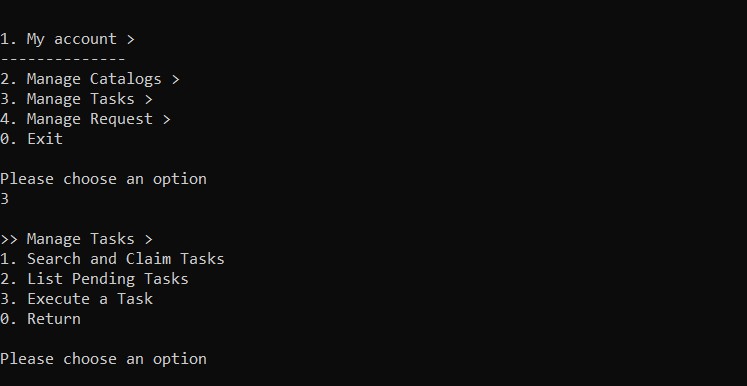 1. My account >
--------------
2. Manage Catalogs >
3. Manage Tasks >
4. Manage Request >
0. Exit
Please choose an option
3
>> Manage Tasks >
1. Search and Claim Tasks
2. List Pending Tasks
3. Execute a Task
0. Return
Please choose an option